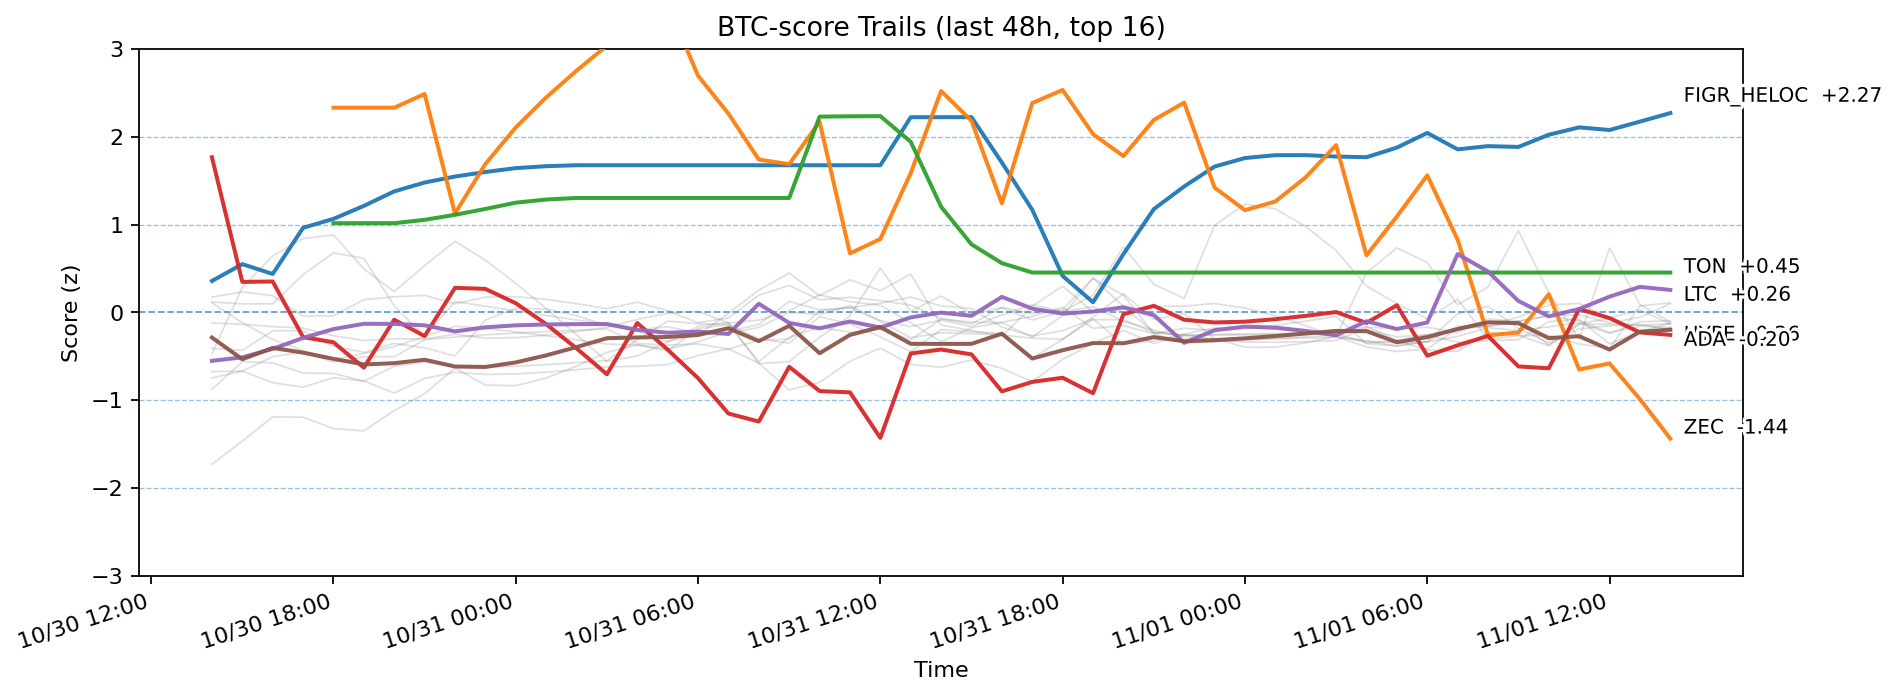 BTC-score Trails (last 48h, top 16)
3
2
1
0
−1
−2
−3
Score (z)
FIGR_HELOC +2.27
TON +0.45
LTC +0.26
ADA -0.20
ZEC -1.44
10/30 12:00
10/30 18:00
10/31 00:00
10/31 06:00
10/31 12:00
10/31 18:00
11/01 00:00
11/01 06:00
11/01 12:00
Time